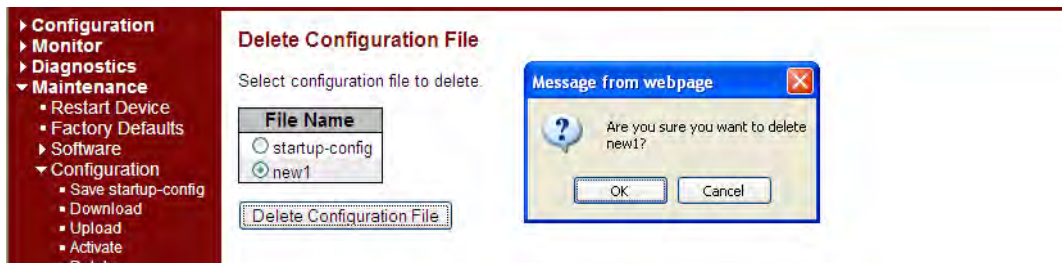 Configuration
Monitor
Diagnostics
Maintenance
Restart Device
Factory Defaults
Software
Configuration
Save startup-config
Download
Upload
Activate
Delete Configuration File
Select configuration file to delete.
File Name
startup-config
new1
Delete Configuration File
Message from webpage
Are you sure you want to delete
new1?
OK
Cancel